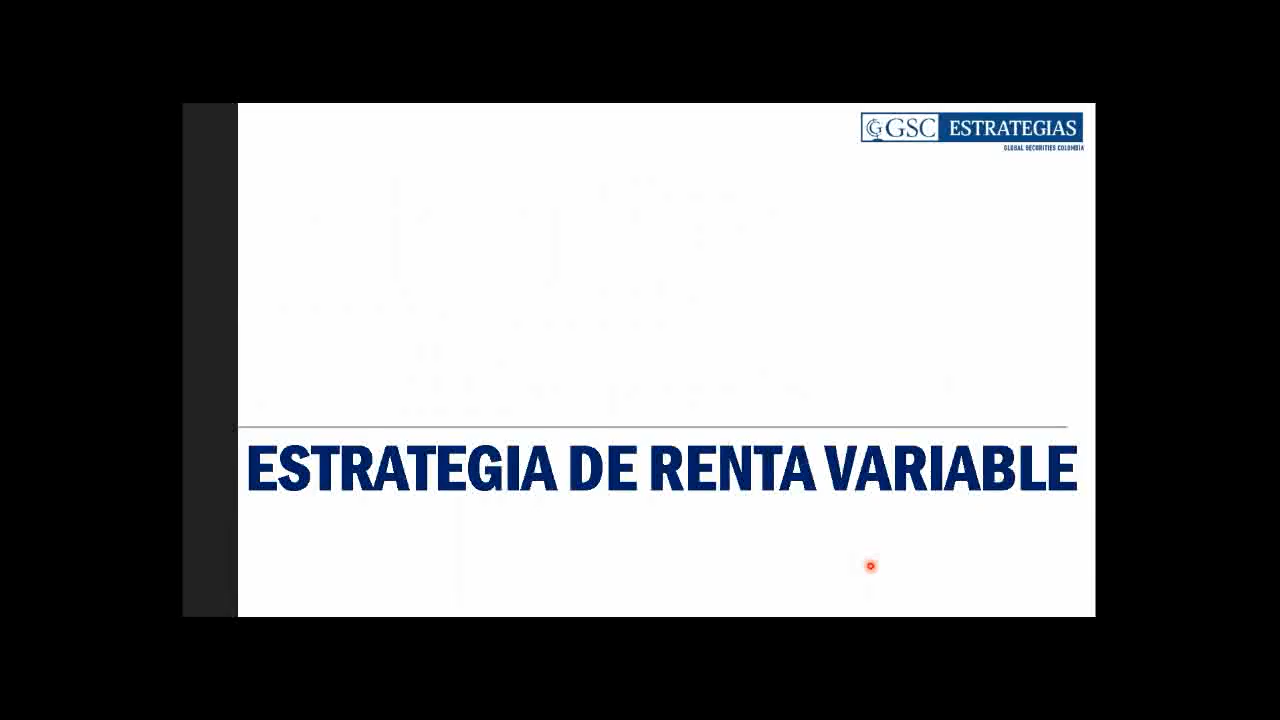 GSC ESTRATEGIAS
GLOBAL SECURITIES COLOMBIA
ESTRATEGIA DE RENTA VARIABLE